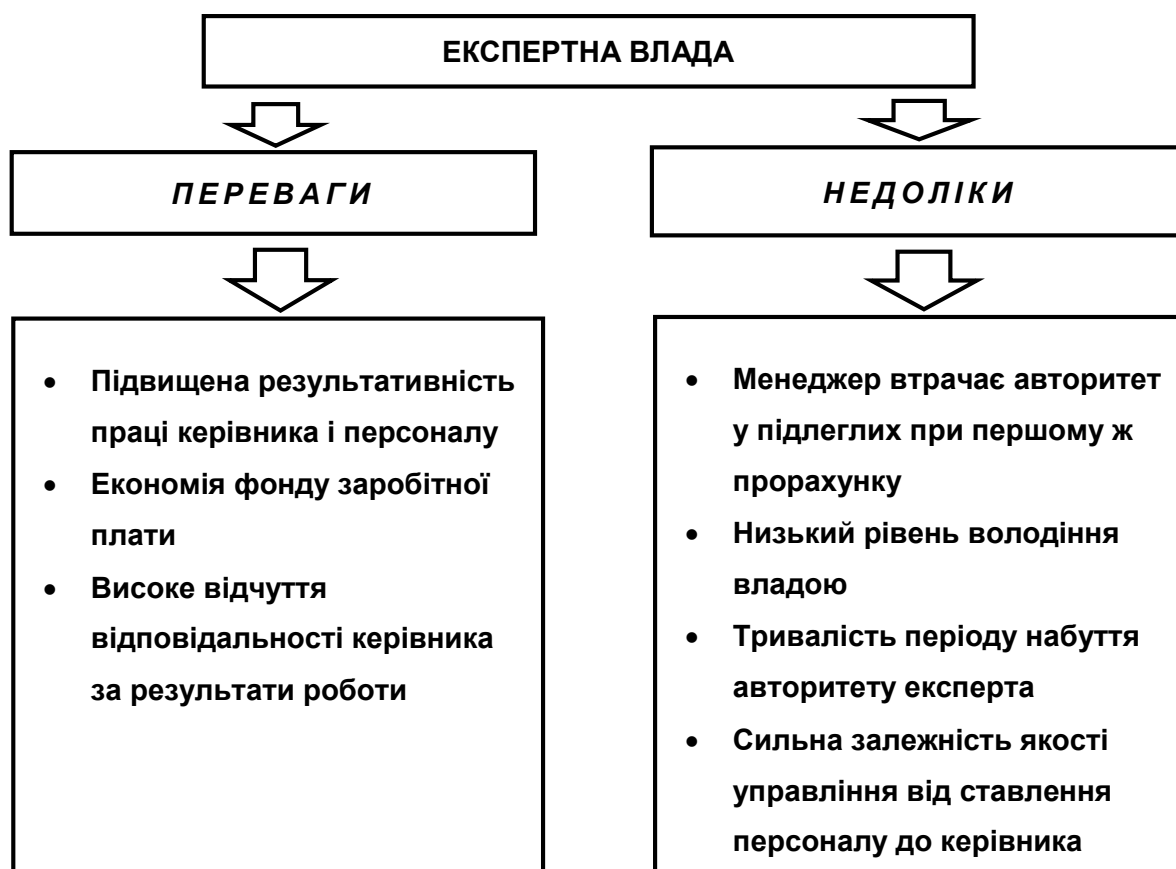 ЕКСПЕРТНА ВЛАДА
ПЕРЕВАГИ
НЕДОЛІКИ
• Підвищена результативність
праці керівника і персоналу
• Економія фонду заробітної
плати
• Високе відчуття
відповідальності керівника
за результати роботи
• Менеджер втрачає авторитет
у підлеглих при першому ж
прорахунку
• Низький рівень володіння
владою
• Тривалість періоду набуття
авторитету експерта
• Сильна залежність якості
управління від ставлення
персоналу до керівника